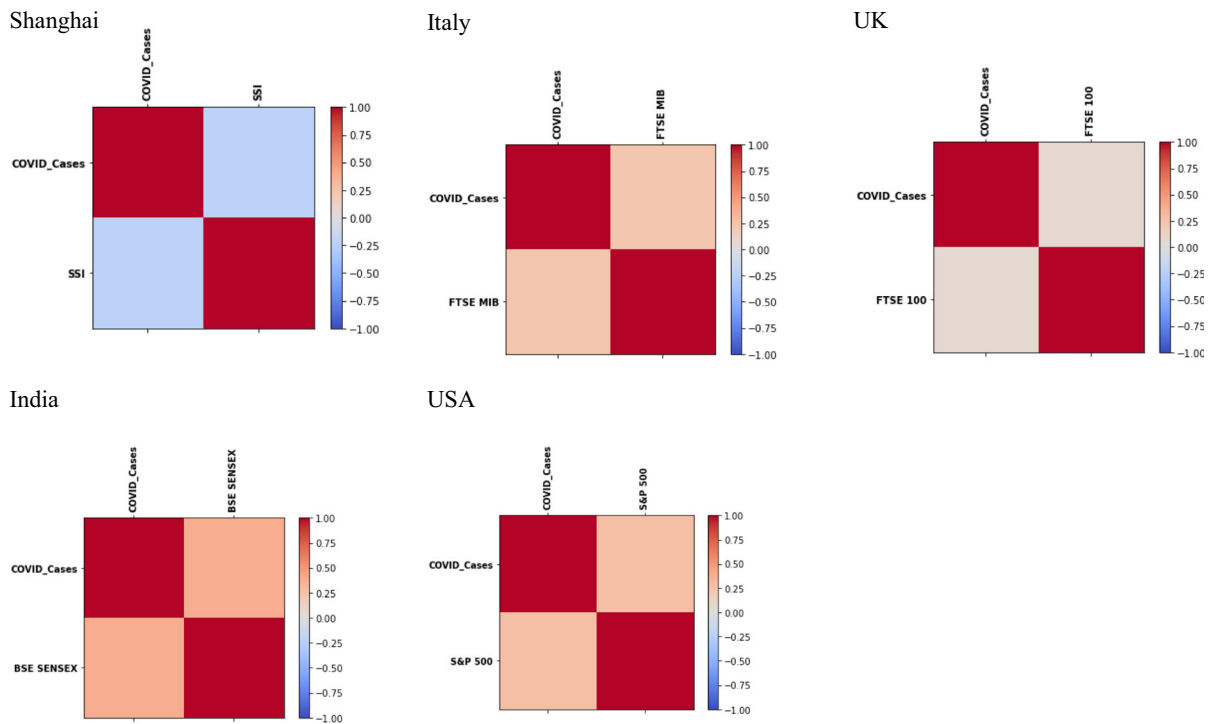 Shanghai
COVID_Cases
SSI
COVID_Cases
SSI
1.00
0.75
0.50
0.25
0.00
−0.25
−0.50
−0.75
−1.00
Italy
COVID_Cases
FTSE MIB
COVID_Cases
FTSE MIB
1.00
0.75
0.50
0.25
0.00
−0.25
−0.50
−0.75
−1.00
UK
COVID_Cases
FTSE 100
COVID_Cases
FTSE 100
1.00
0.75
0.50
0.25
0.00
−0.25
−0.50
−0.75
−1.00
India
COVID_Cases
BSE SENSEX
COVID_Cases
BSE SENSEX
1.00
0.75
0.50
0.25
0.00
−0.25
−0.50
−0.75
−1.00
USA
COVID_Cases
S&P 500
COVID_Cases
S&P 500
1.00
0.75
0.50
0.25
0.00
−0.25
−0.50
−0.75
−1.00